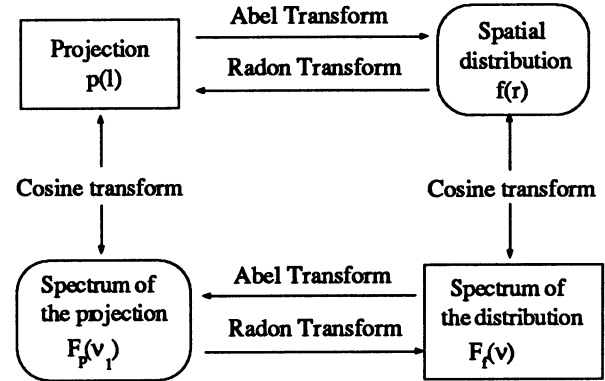 Abel Transform
Projection
p(l)
Spatial
distribution
f(r)
Radon Transform
Cosine transform
Cosine transform
Spectrum of
the projection
Fp(ν1)
Abel Transform
Radon Transform
Spectrum of
the distribution
Ff(ν)